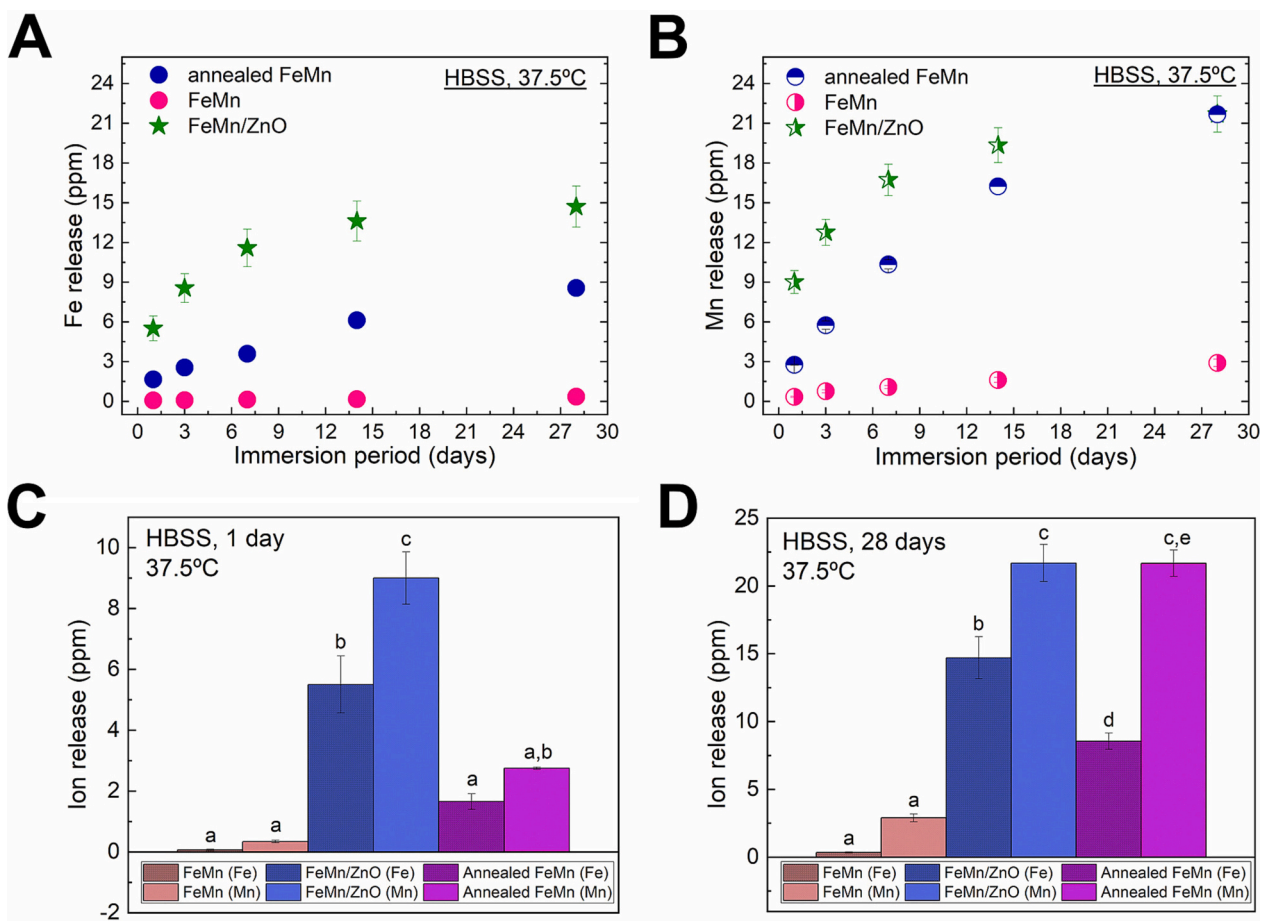 A
annealed FeMn
FeMn
FeMn/ZnO
HBSS, 37.5ºC
24
21
18
15
12
9
6
3
0
Fe release (ppm)
0 3 6 9 12 15 18 21 24 27 30
Immersion period (days)
B
annealed FeMn
FeMn
FeMn/ZnO
HBSS, 37.5ºC
24
21
18
15
12
9
6
3
0
Mn release (ppm)
0 3 6 9 12 15 18 21 24 27 30
Immersion period (days)
C
HBSS, 1 day
37.5ºC
10
8
6
4
2
0
-2
Ion release (ppm)
a a b c a a,b
FeMn (Fe) FeMn/ZnO (Fe) Annealed FeMn (Fe)
FeMn (Mn) FeMn/ZnO (Mn) Annealed FeMn (Mn)
D
HBSS, 28 days
37.5ºC
25
20
15
10
5
0
Ion release (ppm)
a a b c d c,e
FeMn (Fe) FeMn/ZnO (Fe) Annealed FeMn (Fe)
FeMn (Mn) FeMn/ZnO (Mn) Annealed FeMn (Mn)